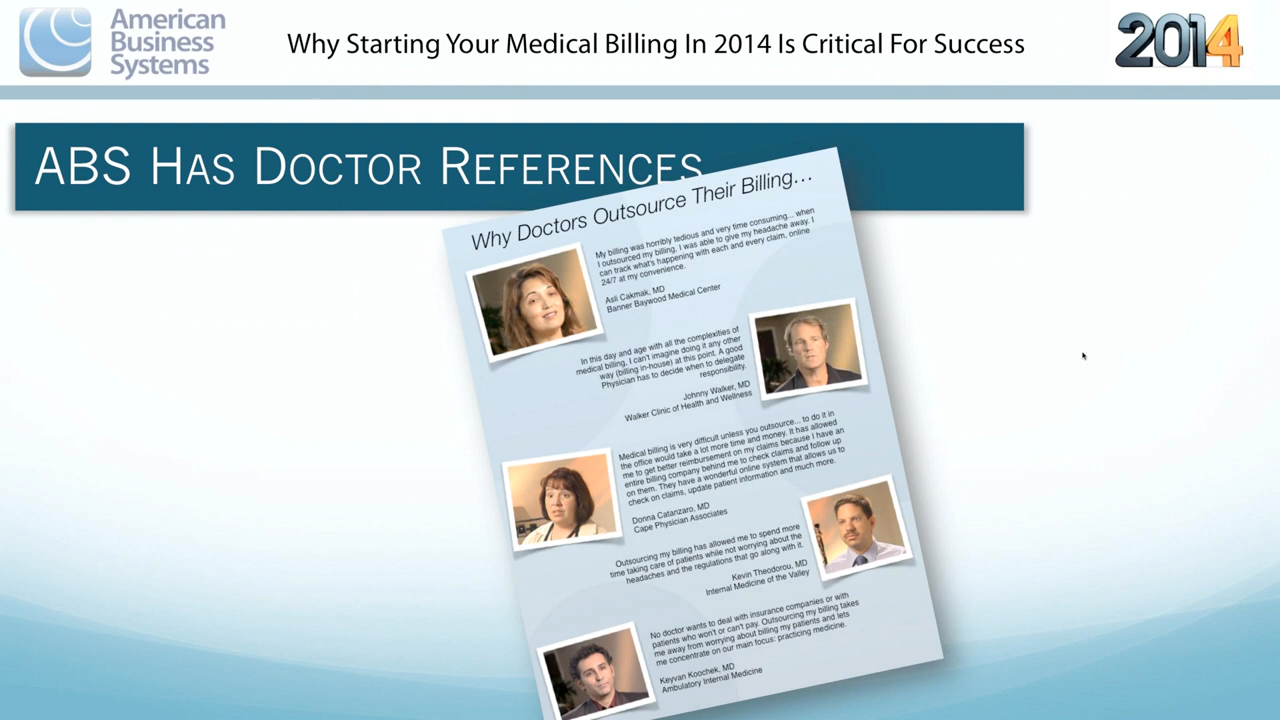 American
Business
Systems
Why Starting Your Medical Billing In 2014 Is Critical For Success
2014
ABS Has Doctor References
Why Doctors Outsource Their Billing...
My billing was horribly tedious and very time consuming... when
I outsourced my billing, I was able to give my headache away. I
can track what's happening with each and every claim, online
24/7 at my convenience.
Asli Cakmak, MD
Banner Baywood Medical Center
In this day and age with all the complexities of
medical billing, I can't imagine doing it any other
way (billing in-house) at this point. A good
Physician has to decide when to delegate
responsibility.
Johnny Walker, MD
Walker Clinic of Health and Wellness
Medical billing is very difficult unless you outsource... to do it in
the office would take a lot more time and money. It has allowed
me to get better reimbursement on my claims because I have an
entire billing company behind me to check claims and follow up
on them. They have a wonderful online system that allows us to
check on claims, update patient information and much more.
Donna Catanzaro, MD
Cape Physician Associates
Outsourcing my billing has allowed me to spend more
time taking care of patients while not worrying about the
headaches and the regulations that go along with it.
Kevin Theodorou, MD
Internal Medicine of the Valley
No doctor wants to deal with insurance companies or with
patients who won't or can't pay. Outsourcing my billing takes
me away from worrying about billing my patients and lets
me concentrate on our main focus: practicing medicine.
Keyvan Koochek, MD
Ambulatory Internal Medicine